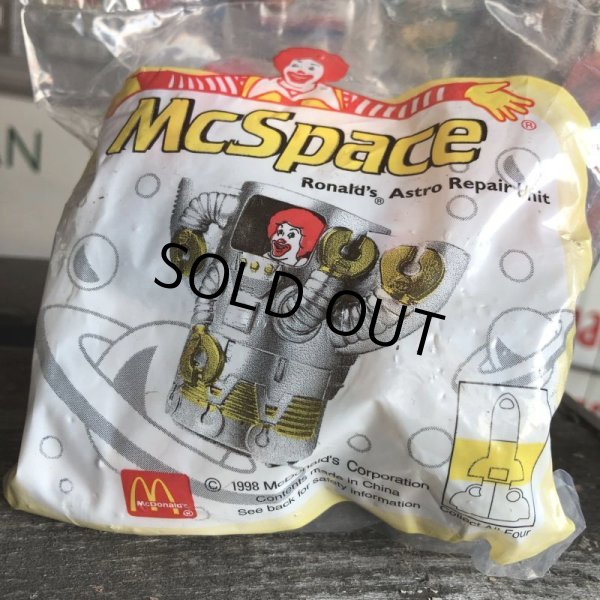 AN
McSpace®
Ronald's® Astro Repair Unit
SOLD OUT
© 1998 McDonald's Corporation
Contents made in China
See back for safety information
McDonald's
Collect All Four